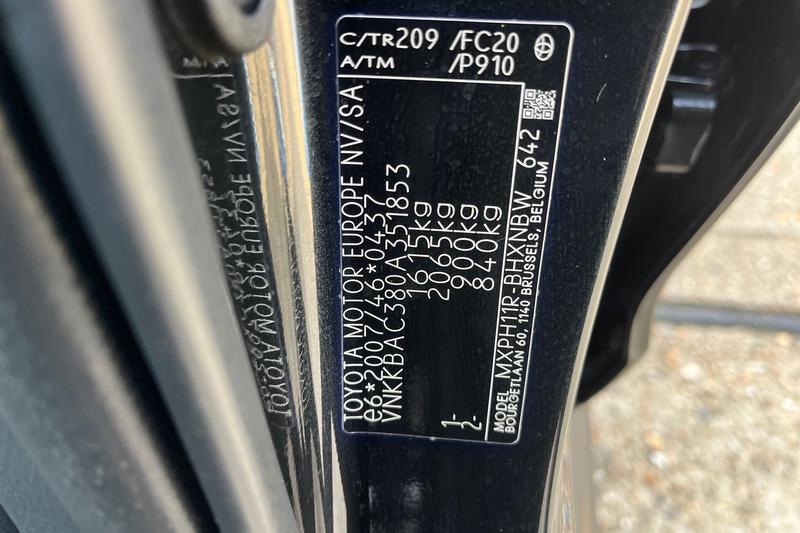 C/TR209 /FC20
A/TM /P910
TOYOTA MOTOR EUROPE NV/SA
e6*2007/46*0437
VNKKBAC380A351853
1615kg
2065kg
1- 900kg
2- 840kg
MODEL MXPH11R-BHXNBW 642
BOURGETLAAN 60, 1140 BRUSSELS, BELGIUM